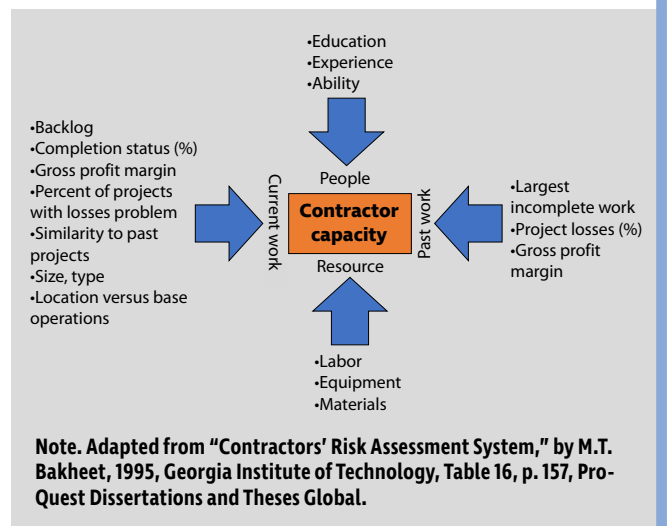 •Education
•Experience
•Ability
•Backlog
•Completion status (%)
•Gross profit margin
•Percent of projects
with losses problem
•Similarity to past
projects
•Size, type
•Location versus base
operations
Current work
People
Contractor
capacity
Resource
Past work
•Largest
incomplete work
•Project losses (%)
•Gross profit
margin
•Labor
•Equipment
•Materials
Note. Adapted from “Contractors’ Risk Assessment System,” by M.T.
Bakheet, 1995, Georgia Institute of Technology, Table 16, p. 157, Pro-
Quest Dissertations and Theses Global.